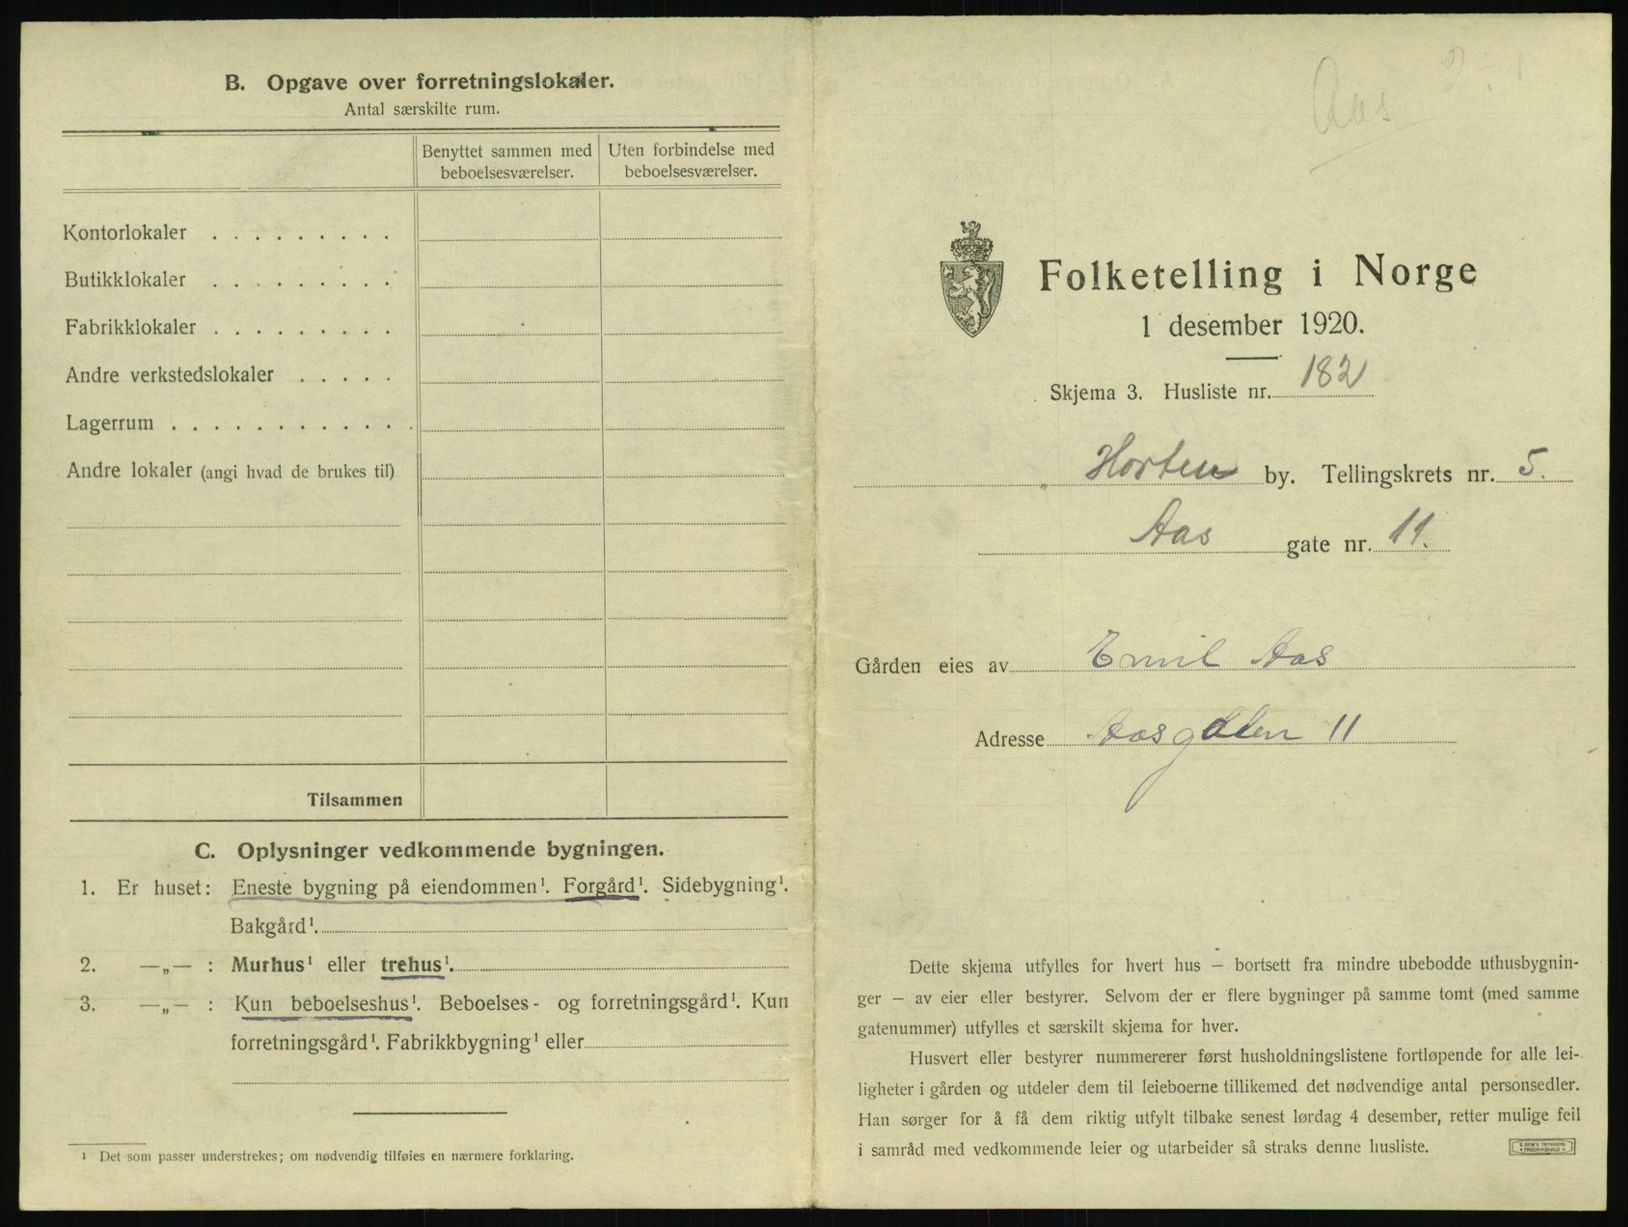 B. Opgave over forretningslokaler.
Antal særskilte rum.
Benyttet sammen med beboelsesværelser.
Uten forbindelse med beboelsesværelser.
Kontorlokaler . . . . . . . . .
Butikklokaler . . . . . . . . .
Fabrikklokaler . . . . . . . . .
Andre verkstedslokaler . . . . .
Lagerrum . . . . . . . . . . . .
Andre lokaler (angi hvad de brukes til)
Tilsammen
C. Oplysninger vedkommende bygningen.
1. Er huset: Eneste bygning på eiendommen¹. Forgård¹. Sidebygning¹.
Bakgård¹.
2. —„— : Murhus¹ eller trehus¹.
3. —„— : Kun beboelseshus¹. Beboelses- og forretningsgård¹. Kun
forretningsgård¹. Fabrikkbygning¹ eller
¹ Det som passer understrekes; om nødvendig tilføies en nærmere forklaring.
Aas
Folketelling i Norge
1 desember 1920.
Skjema 3. Husliste nr. 182
Horten by. Tellingskrets nr. 5.
Aas gate nr. 11.
Gården eies av Emil Aas
Adresse Aasgaten 11
Dette skjema utfylles for hvert hus – bortsett fra mindre ubebodde uthusbygnin-
ger – av eier eller bestyrer. Selvom der er flere bygninger på samme tomt (med samme
gatenummer) utfylles et særskilt skjema for hver.
Husvert eller bestyrer nummererer først husholdningslistene fortløpende for alle lei-
ligheter i gården og utdeler dem til leieboerne tillikemed det nødvendige antal personsedler.
Han sørger for å få dem riktig utfylt tilbake senest lørdag 4 desember, retter mulige feil
i samråd med vedkommende leier og utarbeider så straks denne husliste.